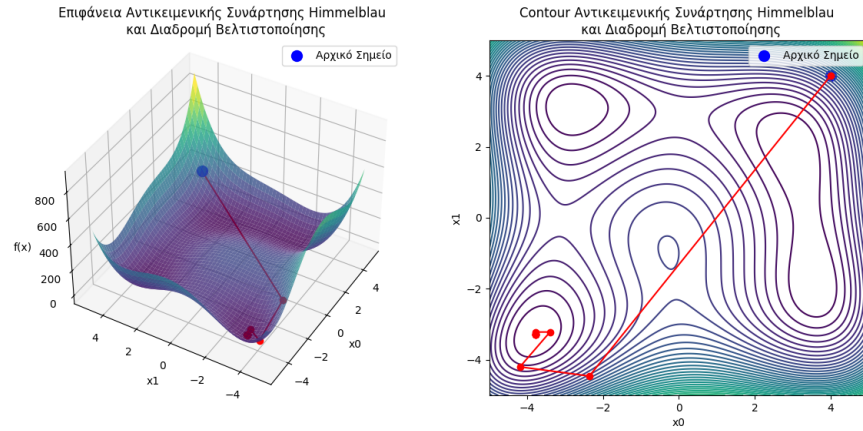 Επιφάνεια Αντικειμενικής Συνάρτησης Himmelblau
και Διαδρομή Βελτιστοποίησης
Αρχικό Σημείο
f(x)
800
600
400
200
0
4
2
0
−2
−4
x1
−4
−2
0
2
4
x0
Contour Αντικειμενικής Συνάρτησης Himmelblau
και Διαδρομή Βελτιστοποίησης
Αρχικό Σημείο
x1
4
2
0
−2
−4
−4
−2
0
2
4
x0